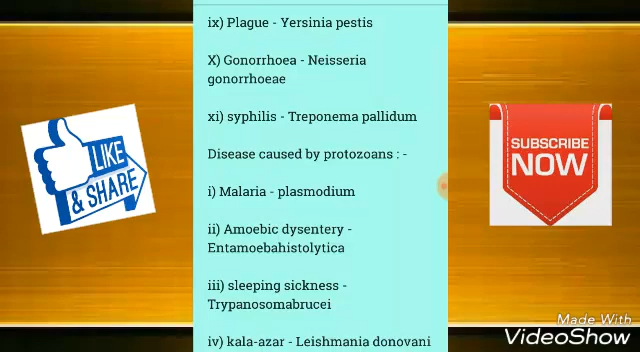 ix) Plague - Yersinia pestis
X) Gonorrhoea - Neisseria
gonorrhoeae
xi) syphilis - Treponema pallidum
Disease caused by protozoans : -
i) Malaria - plasmodium
ii) Amoebic dysentery -
Entamoebahistolytica
iii) sleeping sickness -
Trypanosomabrucei
iv) kala-azar - Leishmania donovani
LIKE
& SHARE
SUBSCRIBE
NOW
Made With
VideoShow